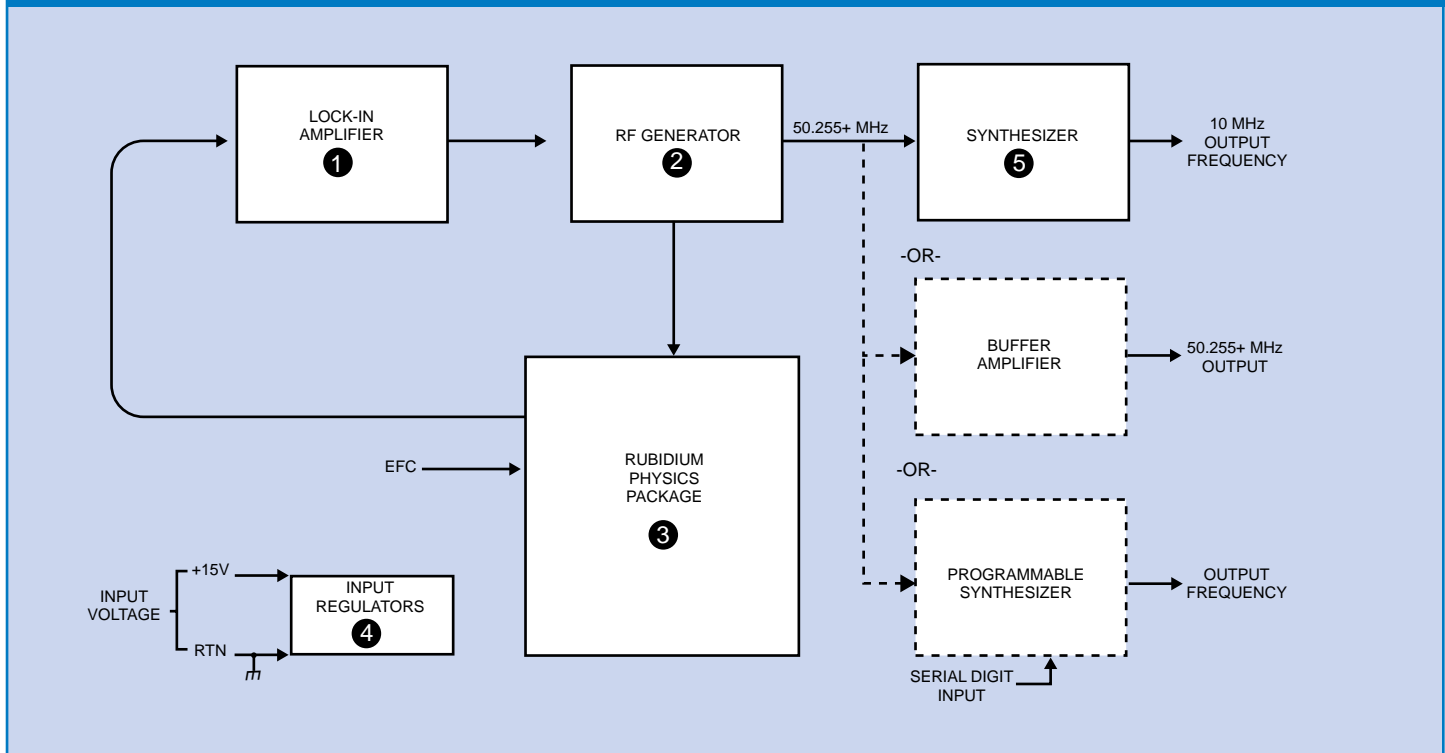 LOCK-IN
AMPLIFIER
1
RF GENERATOR
2
50.255+ MHz
SYNTHESIZER
5
10 MHz
OUTPUT
FREQUENCY
-OR-
BUFFER
AMPLIFIER
50.255+ MHz
OUTPUT
EFC
RUBIDIUM
PHYSICS
PACKAGE
3
-OR-
PROGRAMMABLE
SYNTHESIZER
OUTPUT
FREQUENCY
SERIAL DIGIT
INPUT
INPUT
VOLTAGE
+15V
RTN
INPUT
REGULATORS
4